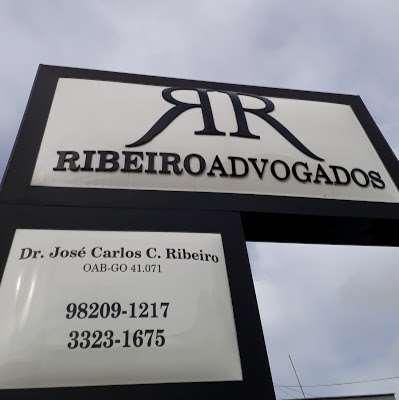 RR
RIBEIROADVOGADOS
Dr. José Carlos C. Ribeiro
OAB-GO 41.071
98209-1217
3323-1675